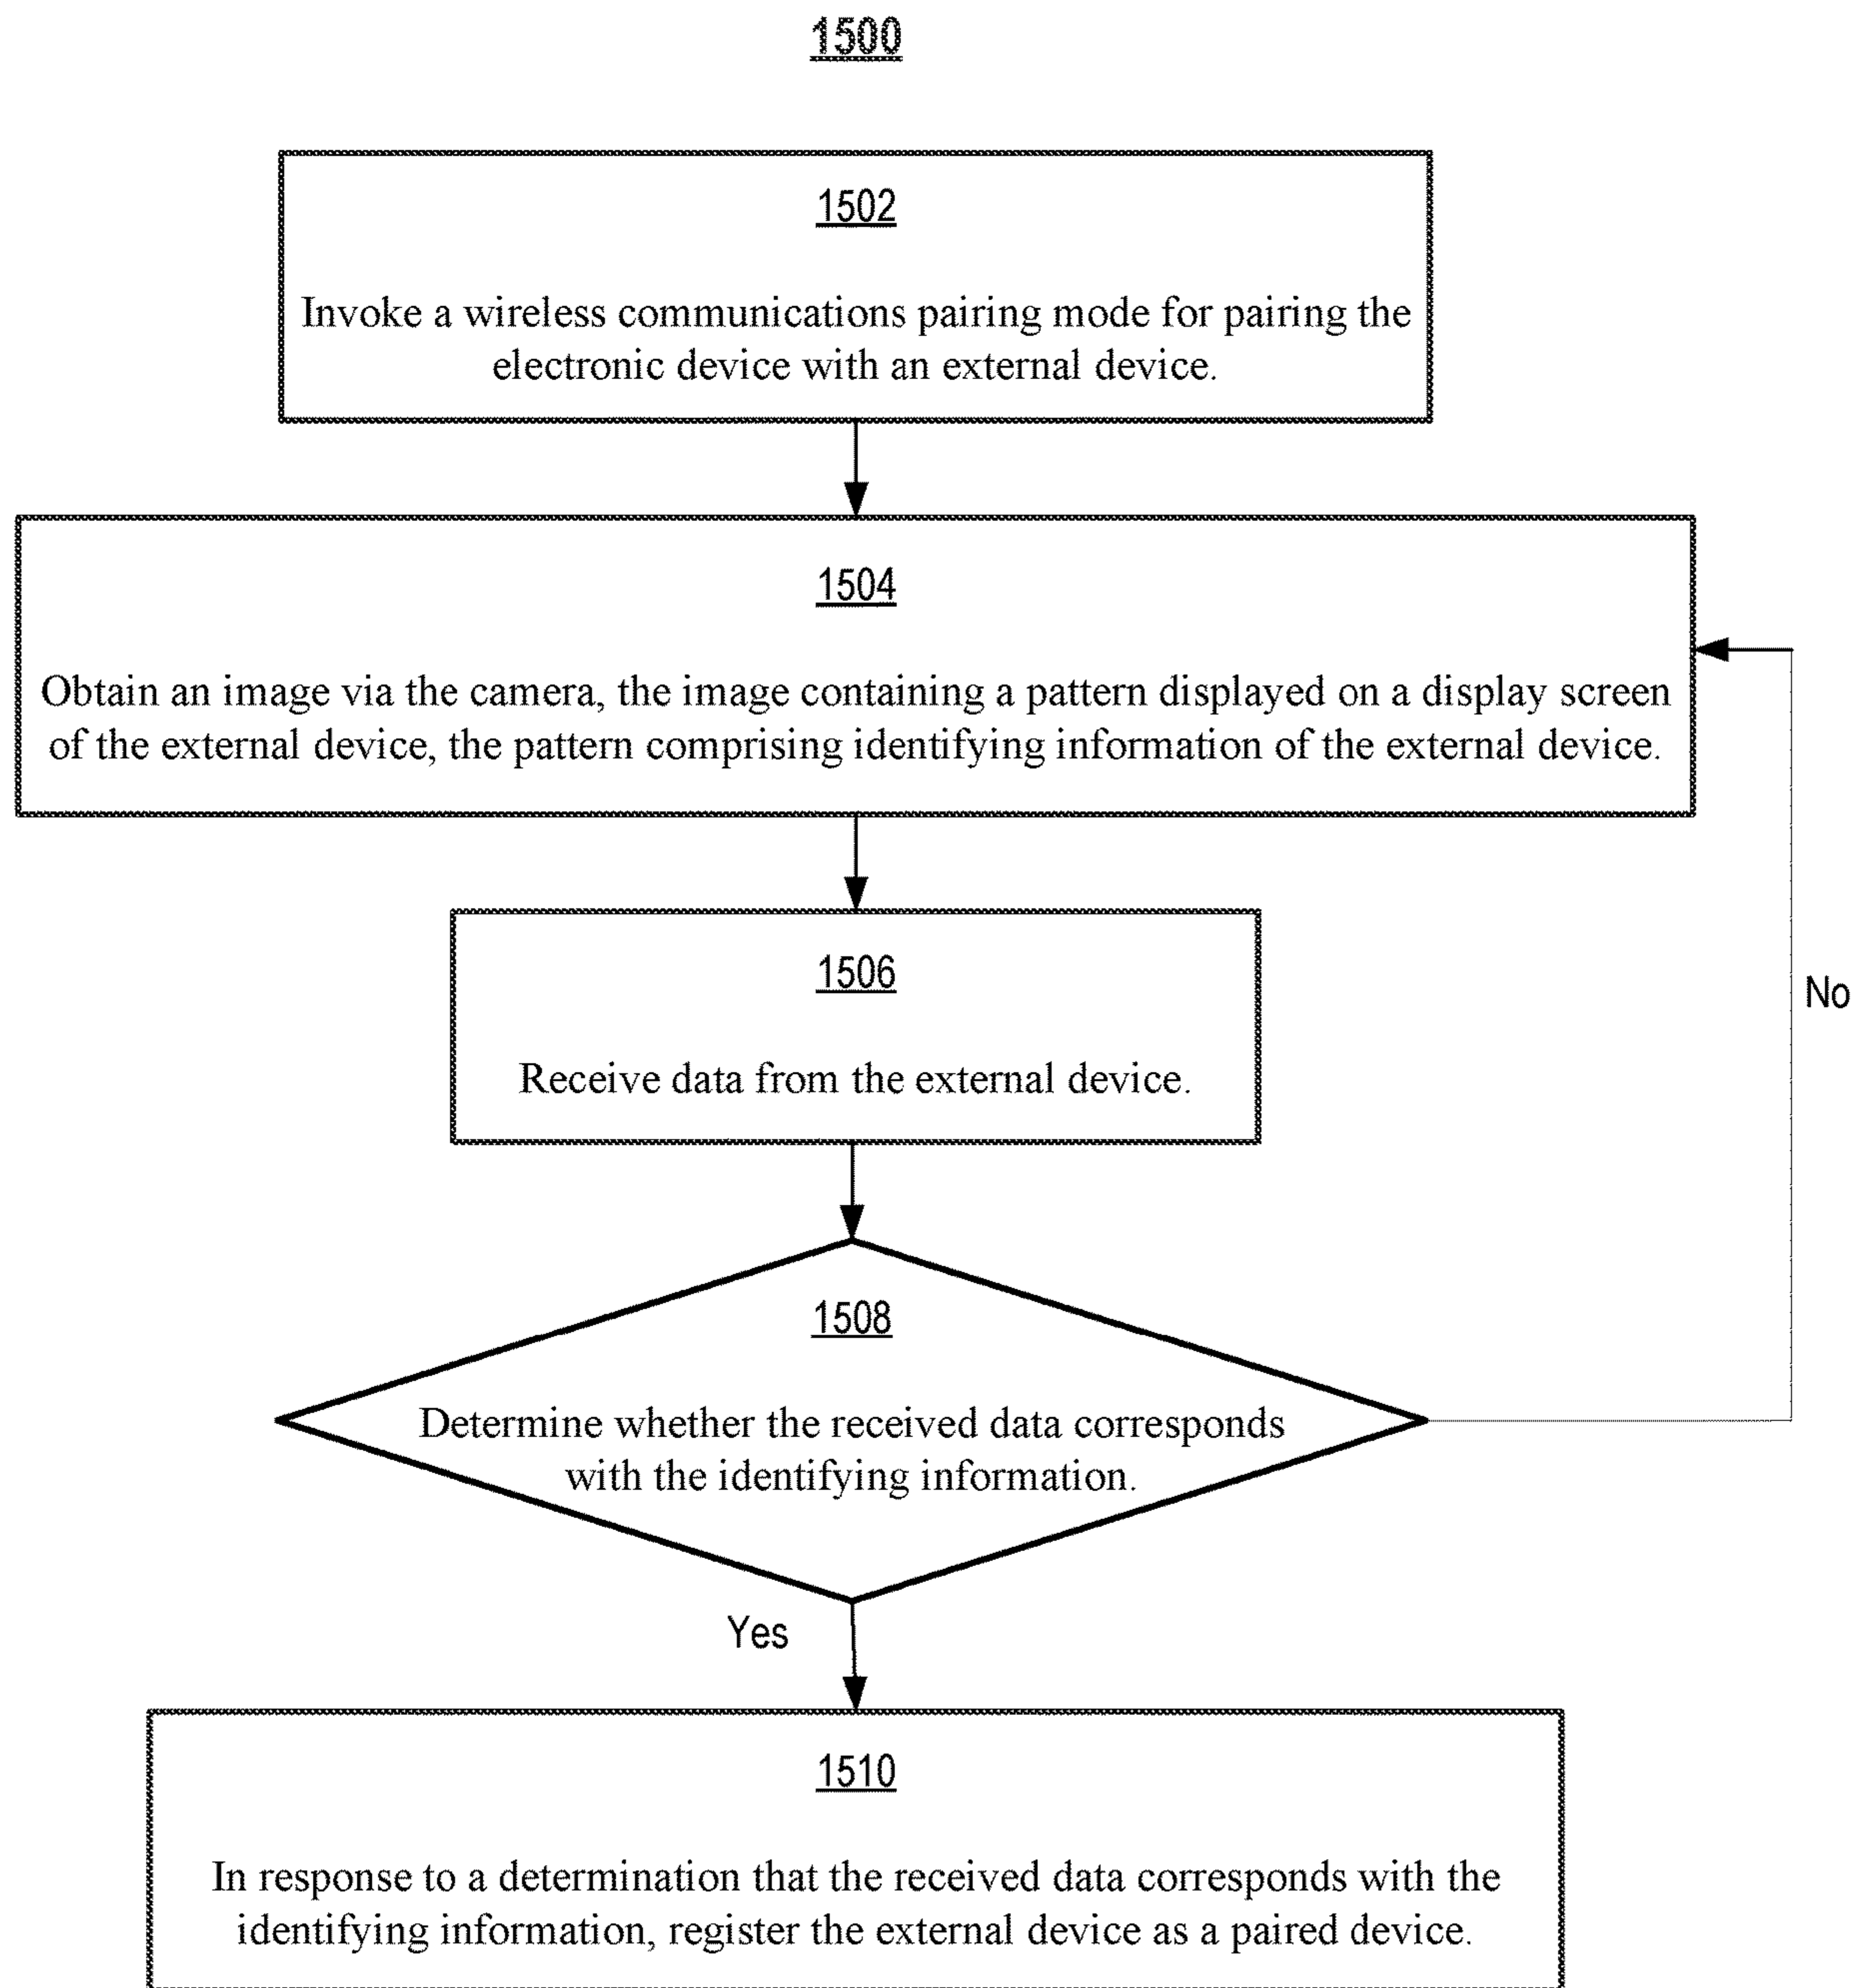 1500
1502
Invoke a wireless communications pairing mode for pairing the
electronic device with an external device.
1504
Obtain an image via the camera, the image containing a pattern displayed on a display screen
of the external device, the pattern comprising identifying information of the external device.
1506
Receive data from the external device.
No
1508
Determine whether the received data corresponds
with the identifying information.
Yes
1510
In response to a determination that the received data corresponds with the
identifying information, register the external device as a paired device.